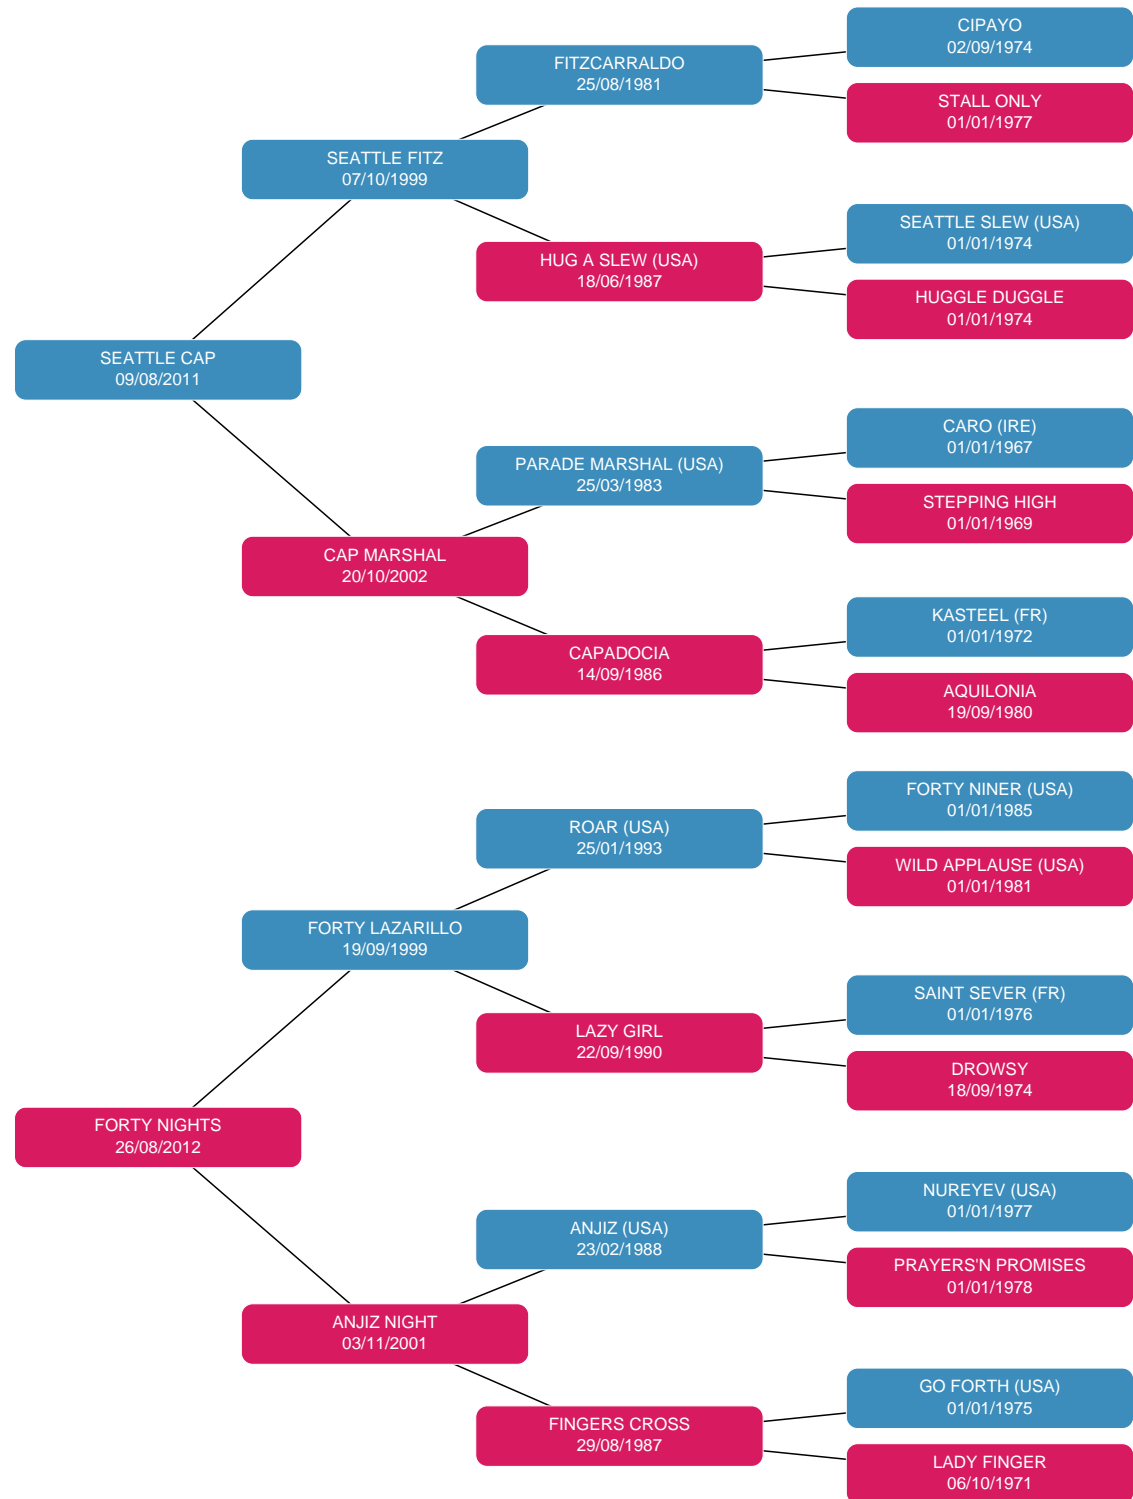 CIPAYO
02/09/1974
FITZCARRALDO
25/08/1981
STALL ONLY
01/01/1977
SEATTLE FITZ
07/10/1999
SEATTLE SLEW (USA)
01/01/1974
HUG A SLEW (USA)
18/06/1987
HUGGLE DUGGLE
01/01/1974
SEATTLE CAP
09/08/2011
CARO (IRE)
01/01/1967
PARADE MARSHAL (USA)
25/03/1983
STEPPING HIGH
01/01/1969
CAP MARSHAL
20/10/2002
KASTEEL (FR)
01/01/1972
CAPADOCIA
14/09/1986
AQUILONIA
19/09/1980
FORTY NINER (USA)
01/01/1985
ROAR (USA)
25/01/1993
WILD APPLAUSE (USA)
01/01/1981
FORTY LAZARILLO
19/09/1999
SAINT SEVER (FR)
01/01/1976
LAZY GIRL
22/09/1990
DROWSY
18/09/1974
FORTY NIGHTS
26/08/2012
NUREYEV (USA)
01/01/1977
ANJIZ (USA)
23/02/1988
PRAYERS'N PROMISES
01/01/1978
ANJIZ NIGHT
03/11/2001
GO FORTH (USA)
01/01/1975
FINGERS CROSS
29/08/1987
LADY FINGER
06/10/1971